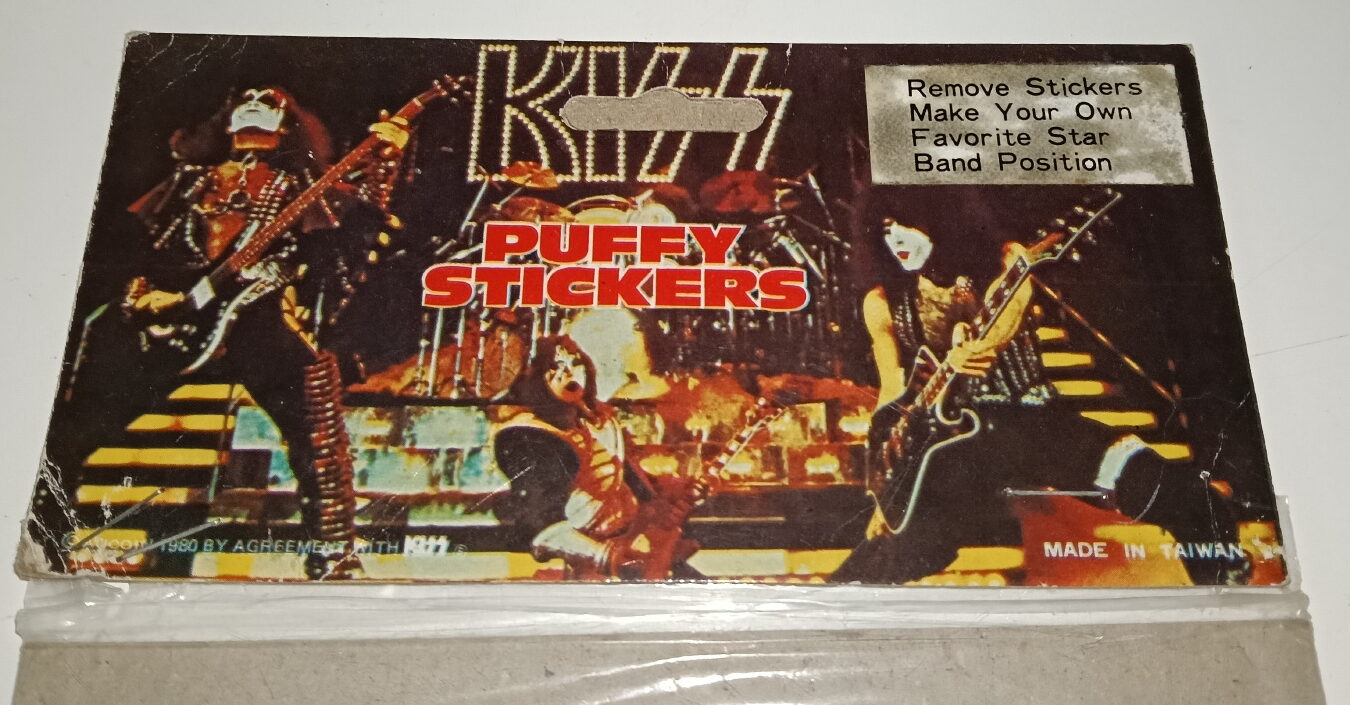 KISS
Remove Stickers
Make Your Own
Favorite Star
Band Position
PUFFY
STICKERS
© Aucoin 1980 BY AGREEMENT WITH KISS ®
MADE IN TAIWAN